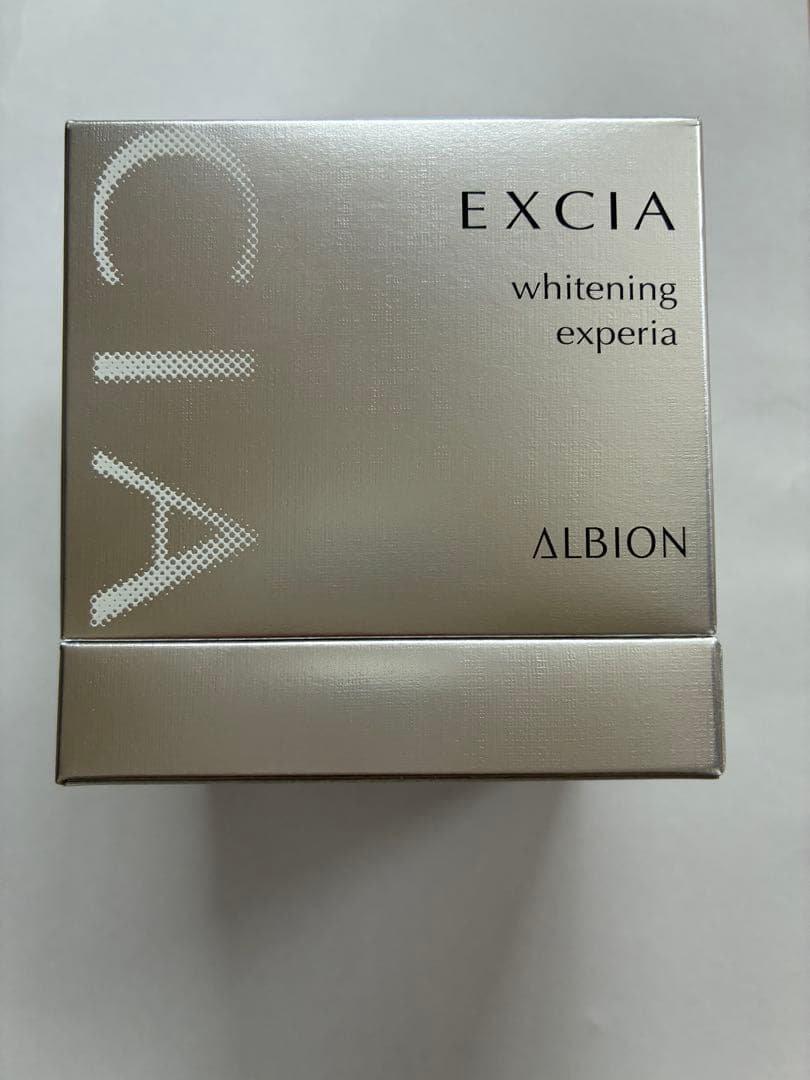 CIA
EXCIA
whitening
experia
ALBION